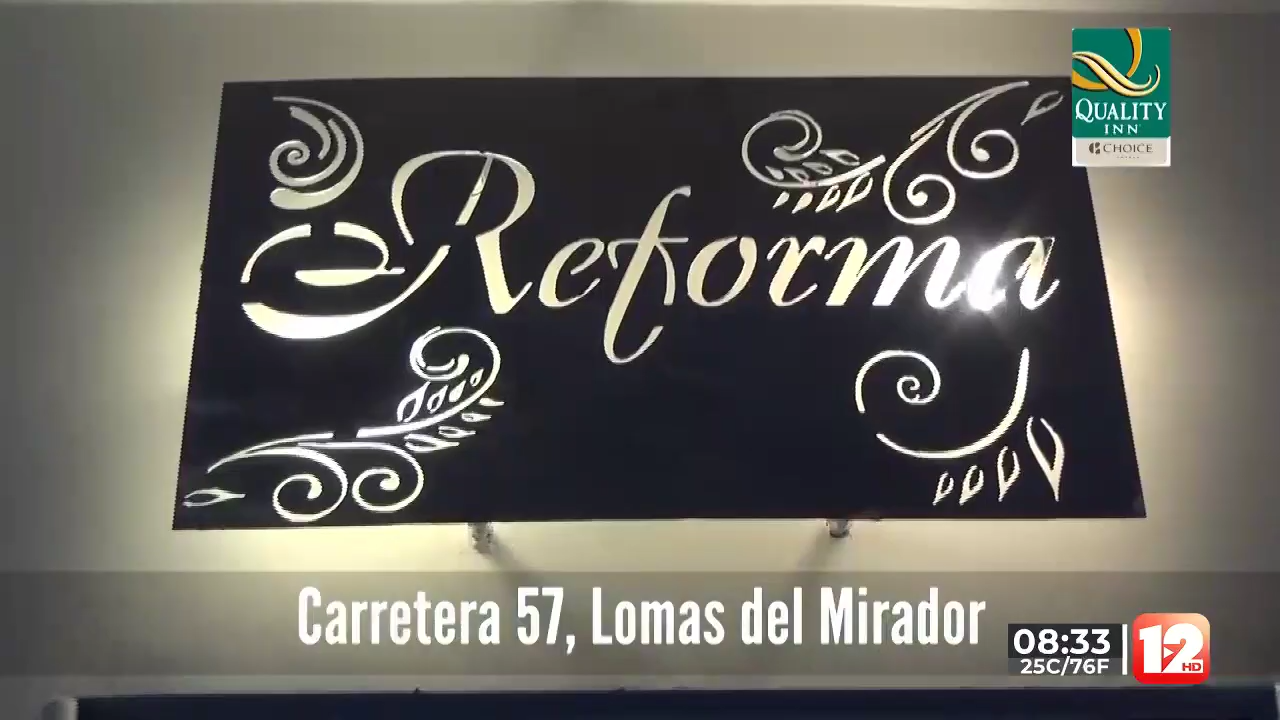 QUALITY
INN
CHOICE
Reforma
Carretera 57, Lomas del Mirador
08:33
25C/76F
12
HD